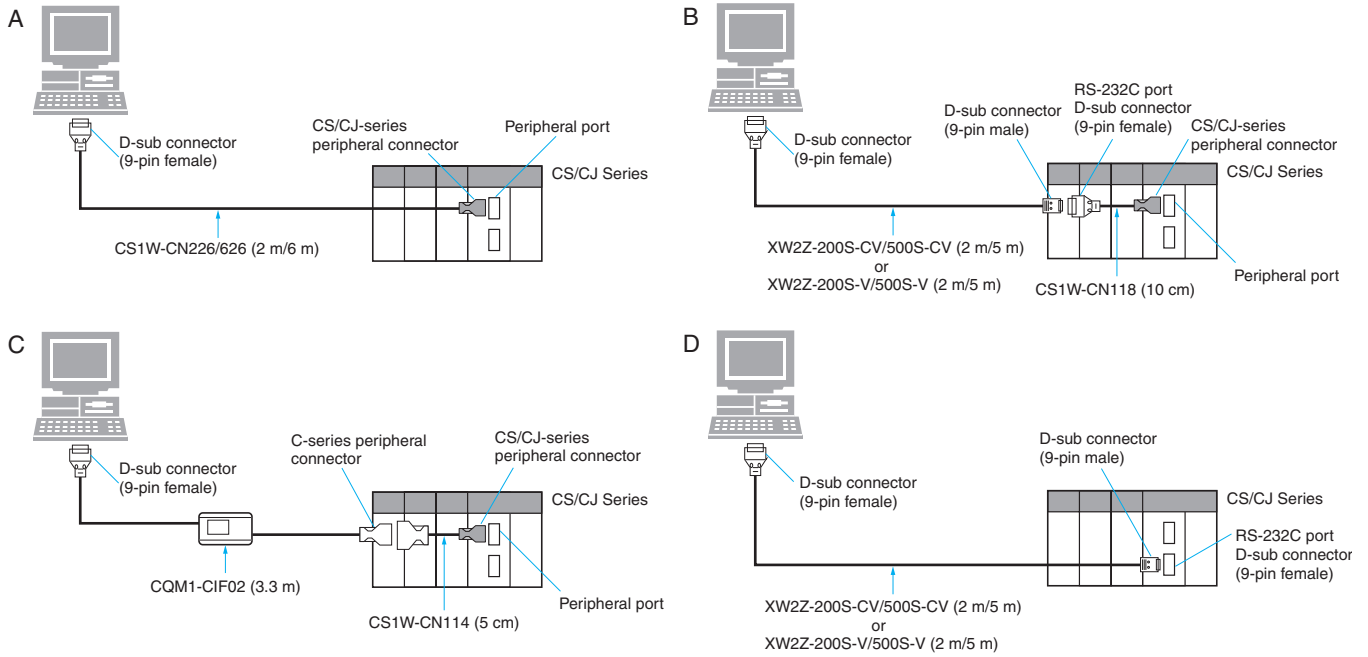 A
D-sub connector
(9-pin female)
CS/CJ-series
peripheral connector
Peripheral port
CS/CJ Series
CS1W-CN226/626 (2 m/6 m)
B
D-sub connector
(9-pin female)
D-sub connector
(9-pin male)
RS-232C port
D-sub connector
(9-pin female)
CS/CJ-series
peripheral connector
CS/CJ Series
XW2Z-200S-CV/500S-CV (2 m/5 m)
or
XW2Z-200S-V/500S-V (2 m/5 m)
CS1W-CN118 (10 cm)
Peripheral port
C
D-sub connector
(9-pin female)
C-series peripheral
connector
CS/CJ-series
peripheral connector
CS/CJ Series
CQM1-CIF02 (3.3 m)
CS1W-CN114 (5 cm)
Peripheral port
D
D-sub connector
(9-pin female)
D-sub connector
(9-pin male)
CS/CJ Series
RS-232C port
D-sub connector
(9-pin female)
XW2Z-200S-CV/500S-CV (2 m/5 m)
or
XW2Z-200S-V/500S-V (2 m/5 m)